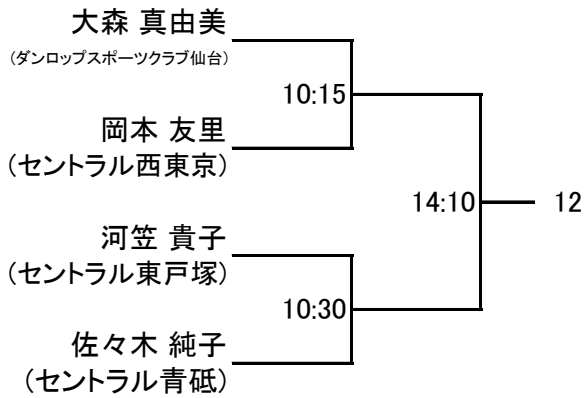 大森 真由美
(ダンロップスポーツクラブ仙台)
10:15
岡本 友里
(セントラル西東京)
14:10
12
河笠 貴子
(セントラル東戸塚)
10:30
佐々木 純子
(セントラル青砥)